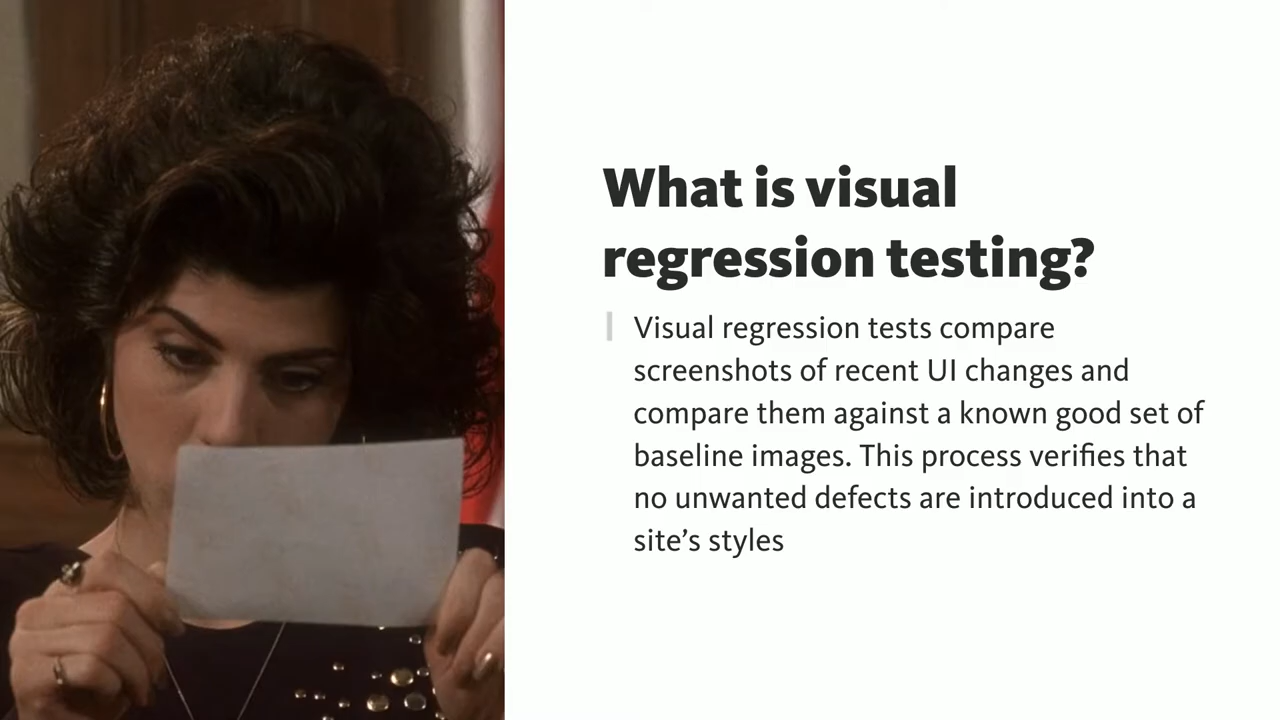 What is visual
regression testing?
Visual regression tests compare
screenshots of recent UI changes and
compare them against a known good set of
baseline images. This process verifies that
no unwanted defects are introduced into a
site’s styles